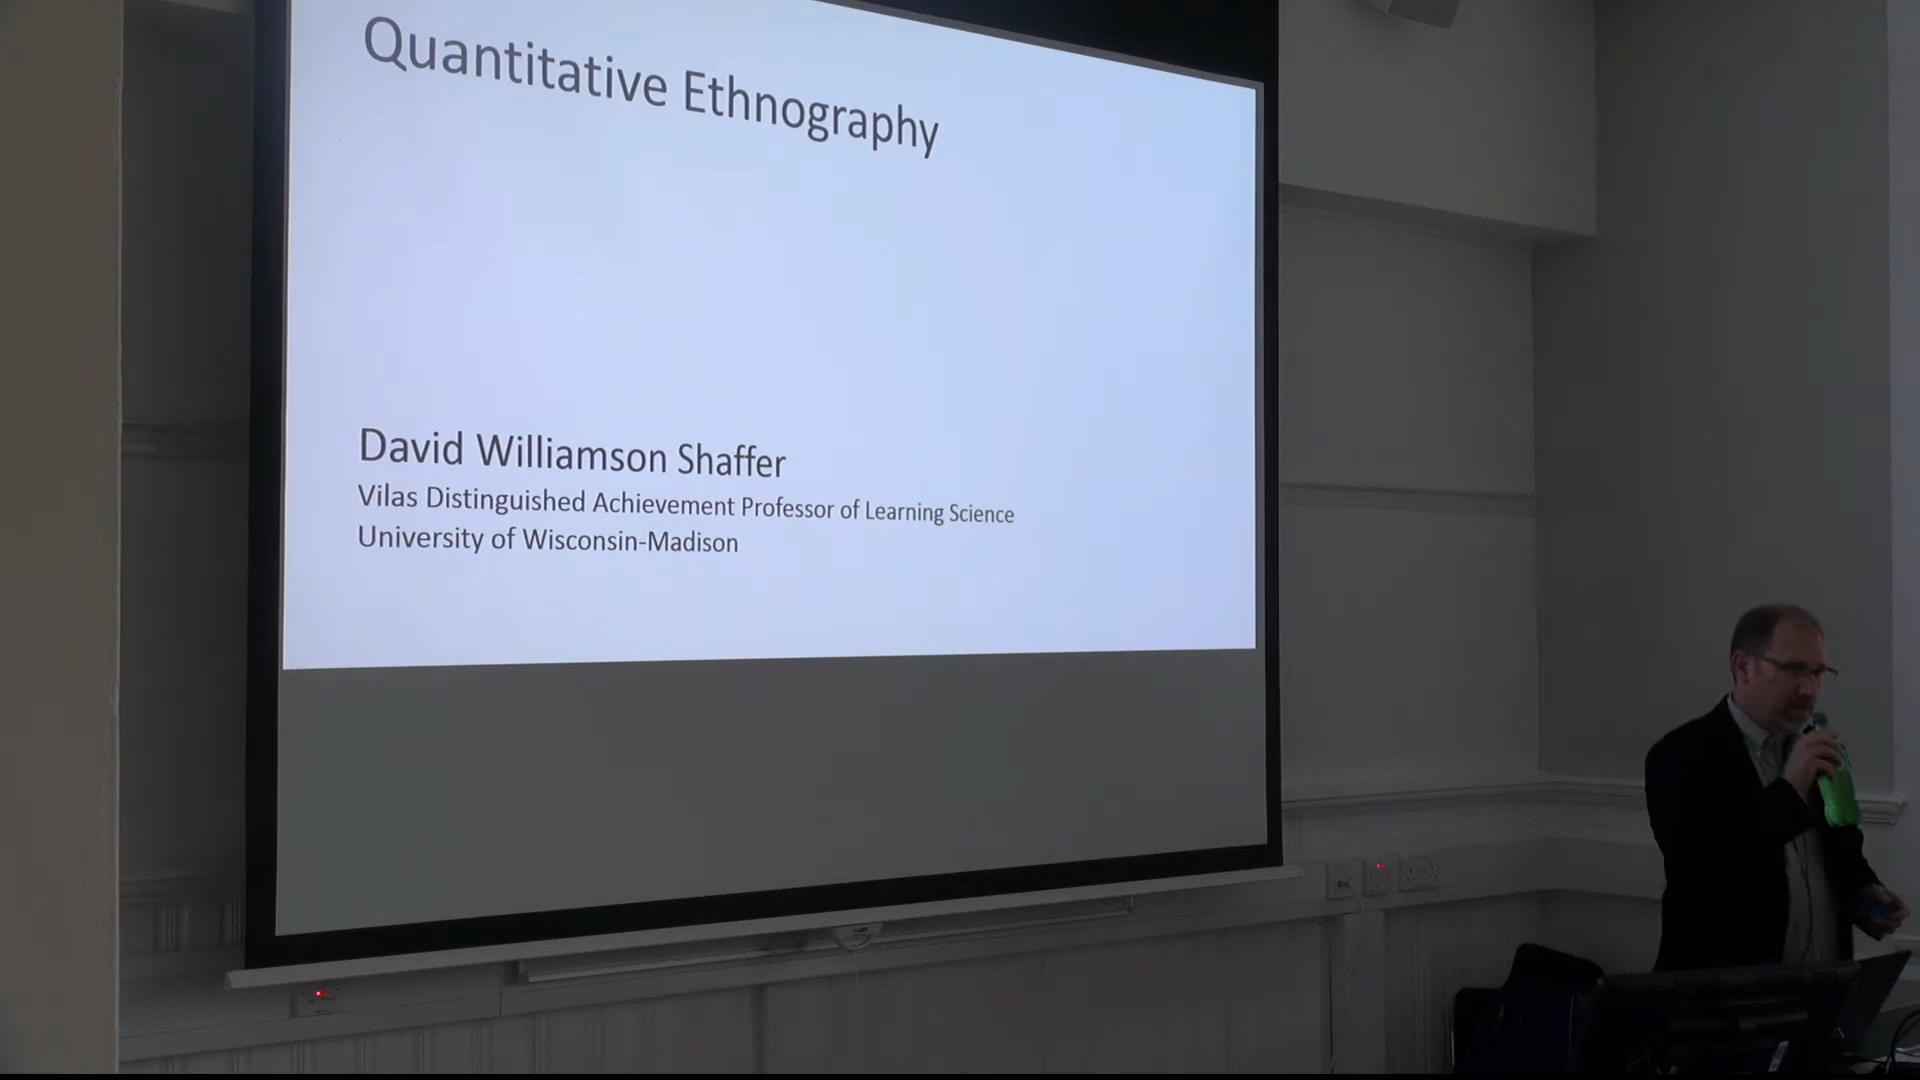 Quantitative Ethnography
David Williamson Shaffer
Vilas Distinguished Achievement Professor of Learning Science
University of Wisconsin-Madison